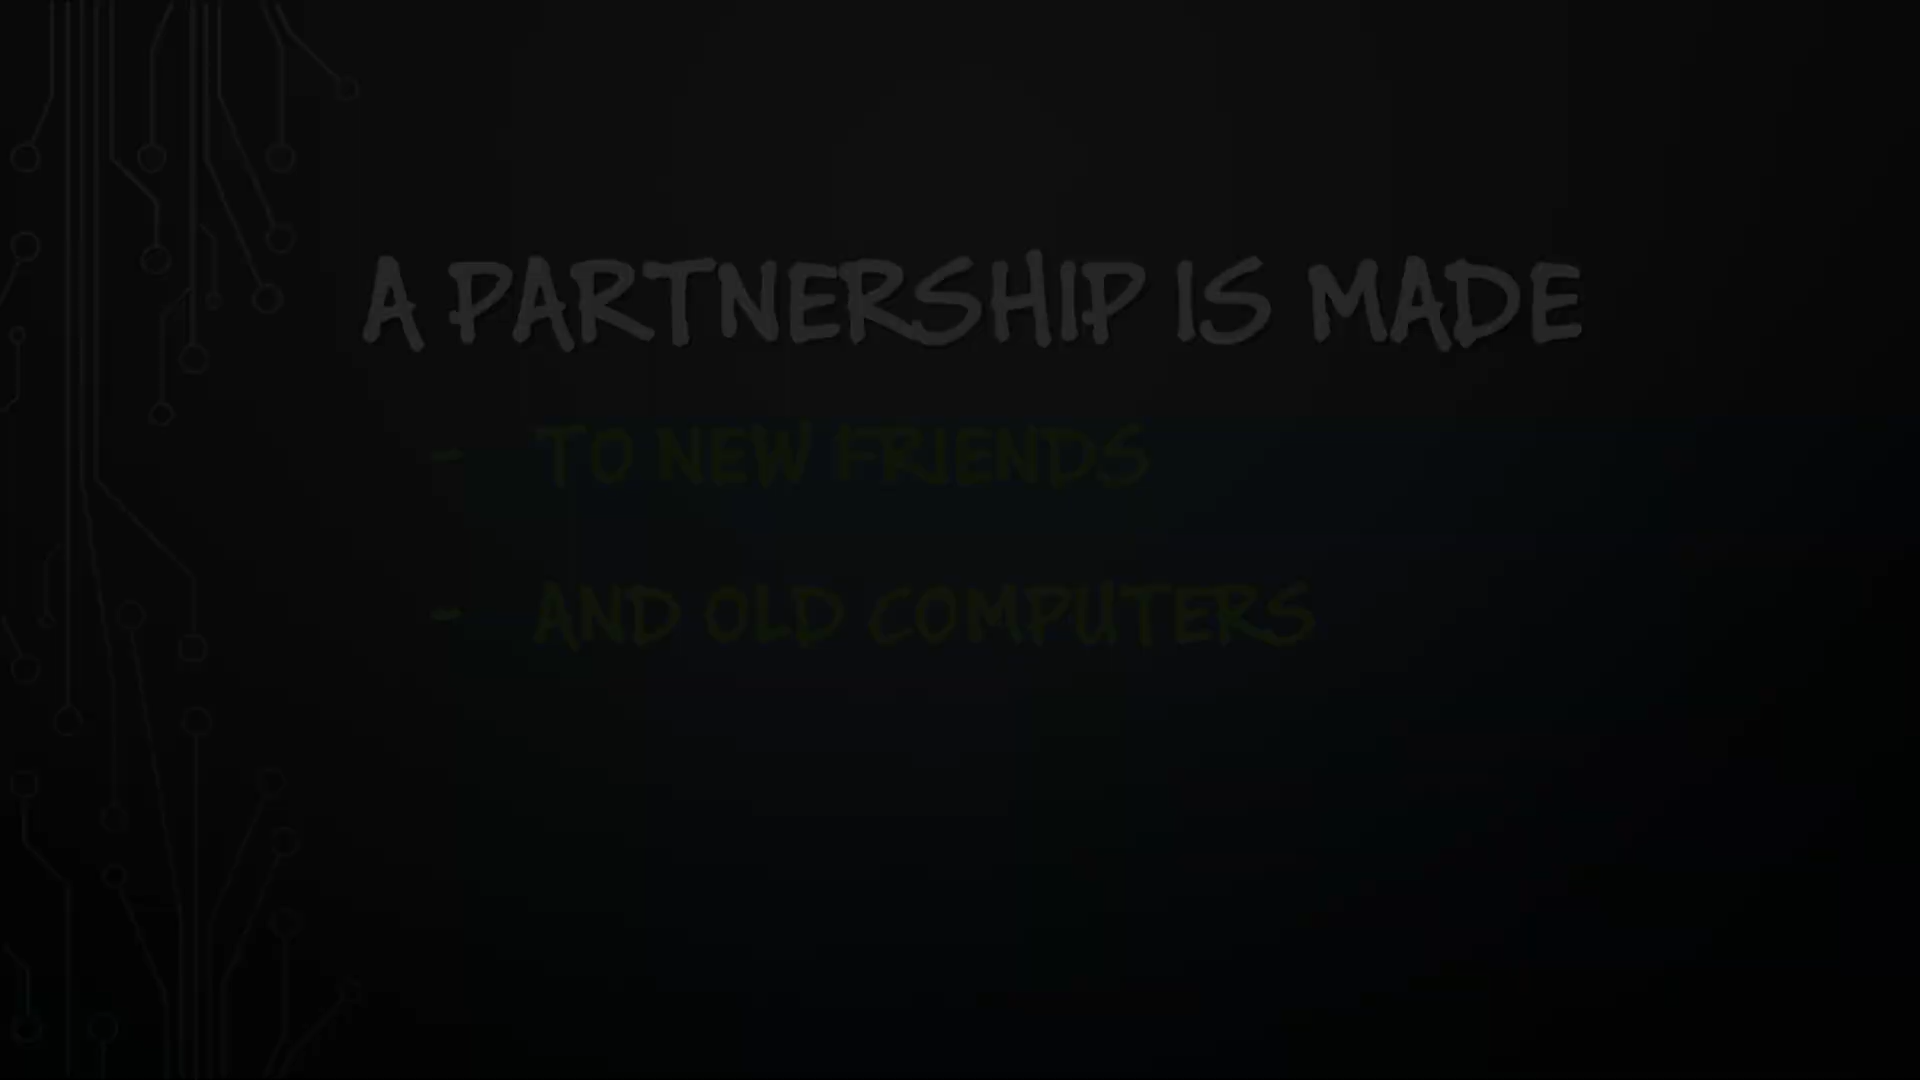 A PARTNERSHIP IS MADE
- TO NEW FRIENDS
- AND OLD COMPUTERS